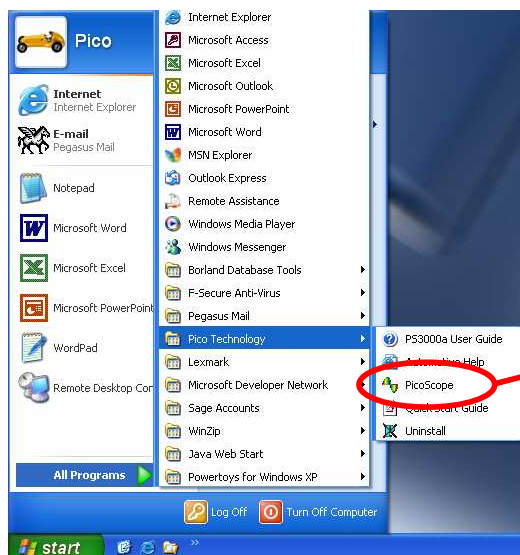 Pico
Internet
Internet Explorer
E-mail
Pegasus Mail
Notepad
Microsoft Word
Microsoft Excel
Microsoft PowerPoint
WordPad
Remote Desktop Con
All Programs
Internet Explorer
Microsoft Access
Microsoft Excel
Microsoft Outlook
Microsoft PowerPoint
Microsoft Word
MSN Explorer
Outlook Express
Remote Assistance
Windows Media Player
Windows Messenger
Borland Database Tools
F-Secure Anti-Virus
Pegasus Mail
Pico Technology
Lexmark
Microsoft Developer Network
Sage Accounts
WinZip
Java Web Start
Powertoys for Windows XP
PS3000a User Guide
Automotive Help
PicoScope
Quick Start Guide
Uninstall
Log Off
Turn Off Computer
start